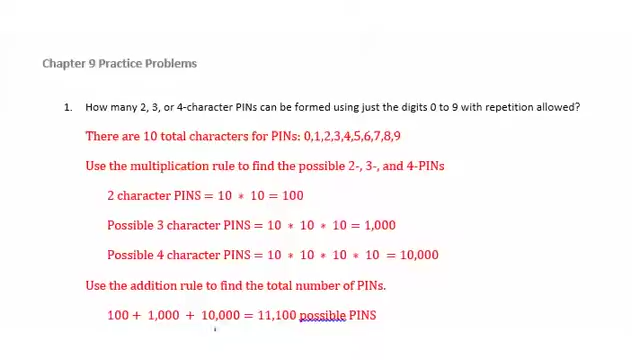 Chapter 9 Practice Problems
1. How many 2, 3, or 4-character PINs can be formed using just the digits 0 to 9 with repetition allowed?
There are 10 total characters for PINs: 0,1,2,3,4,5,6,7,8,9
Use the multiplication rule to find the possible 2-, 3-, and 4-PINs
2 character PINS = 10 * 10 = 100
Possible 3 character PINS = 10 * 10 * 10 = 1,000
Possible 4 character PINS = 10 * 10 * 10 * 10 = 10,000
Use the addition rule to find the total number of PINs.
100 + 1,000 + 10,000 = 11,100 possible PINS